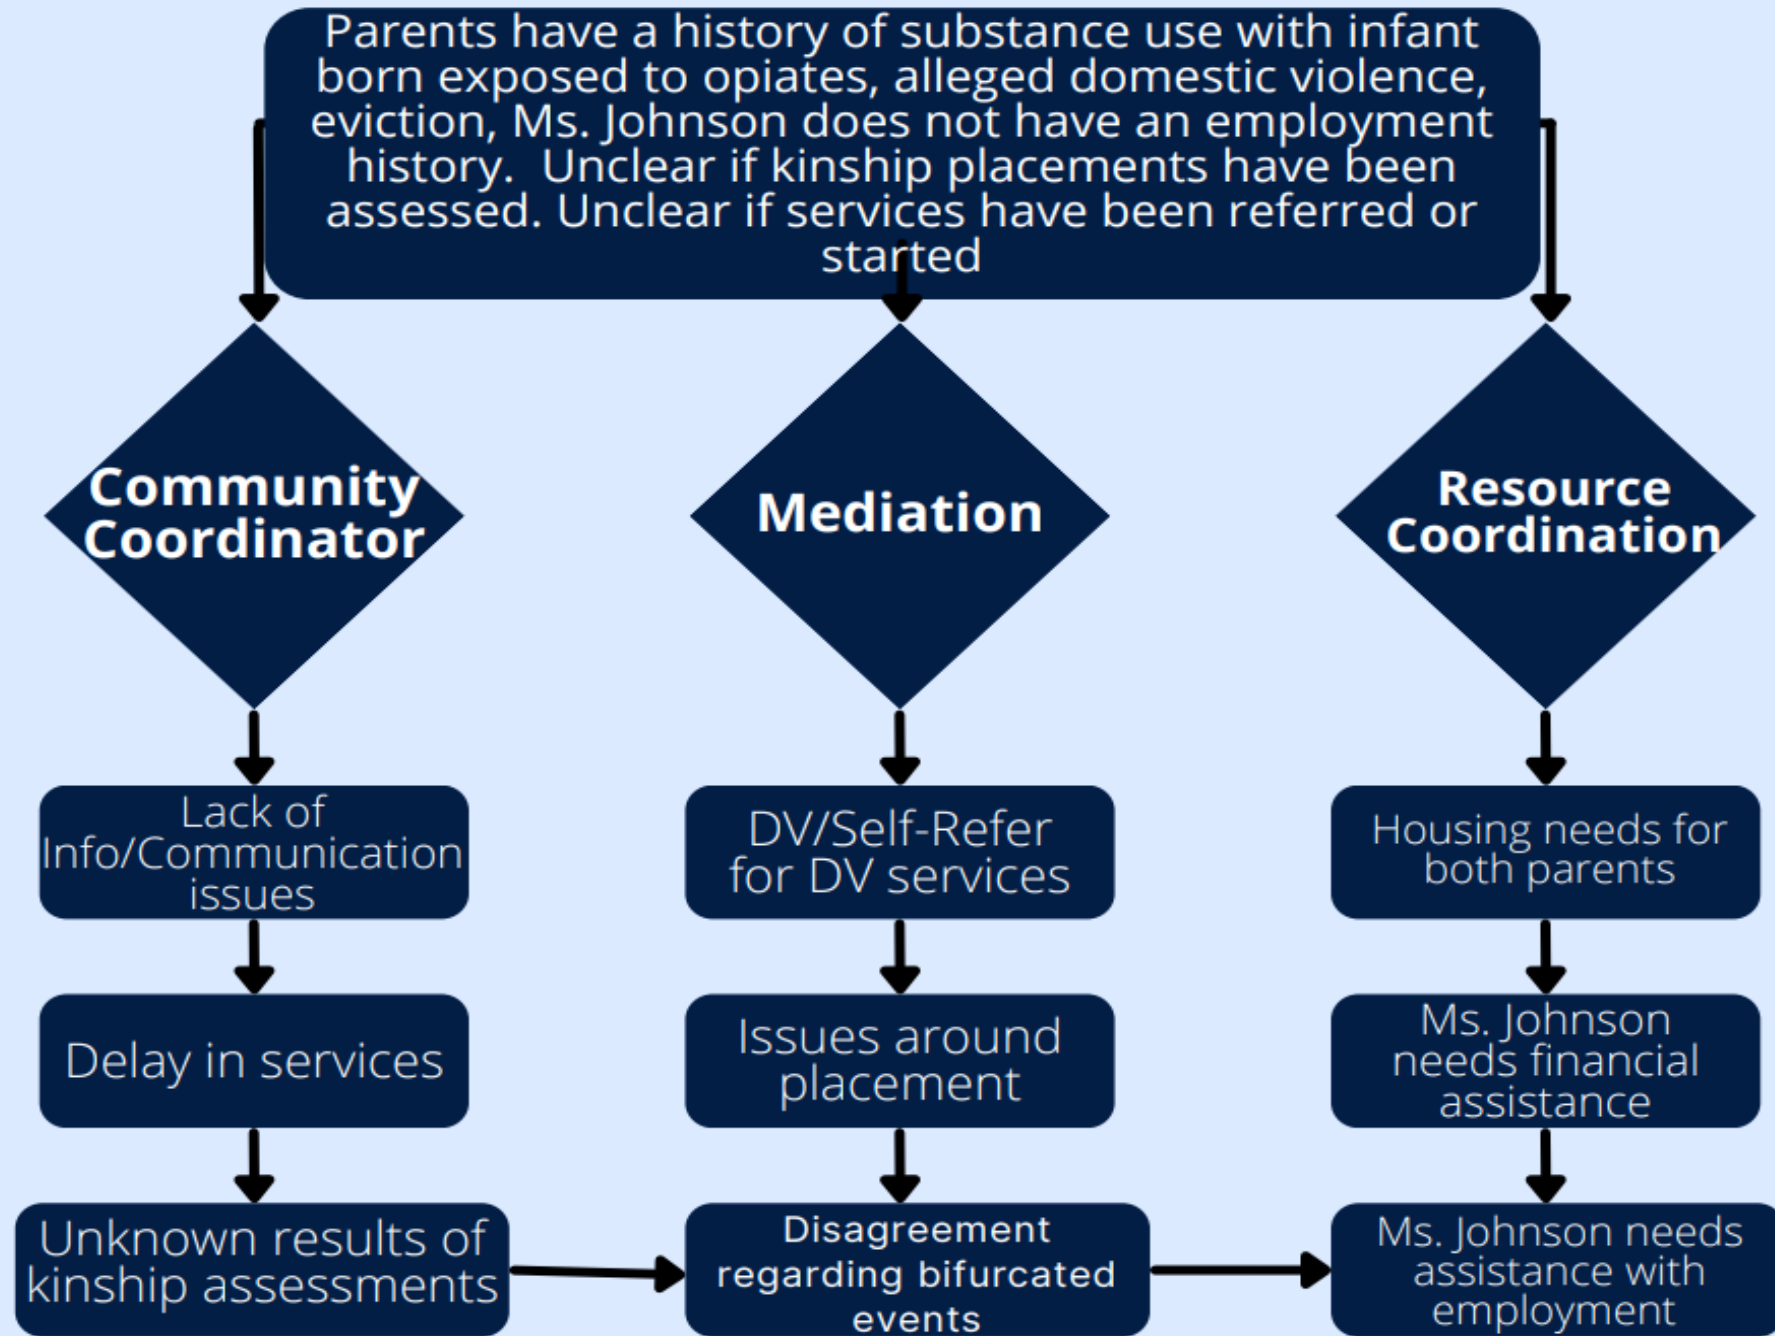 Parents have a history of substance use with infant
born exposed to opiates, alleged domestic violence,
eviction, Ms. Johnson does not have an employment
history.  Unclear if kinship placements have been
assessed. Unclear if services have been referred or
started
Community
Coordinator
Mediation
Resource
Coordination
Lack of
Info/Communication
issues
DV/Self-Refer
for DV services
Housing needs for
both parents
Delay in services
Issues around
placement
Ms. Johnson
needs financial
assistance
Unknown results of
kinship assessments
Disagreement
regarding bifurcated
events
Ms. Johnson needs
assistance with
employment